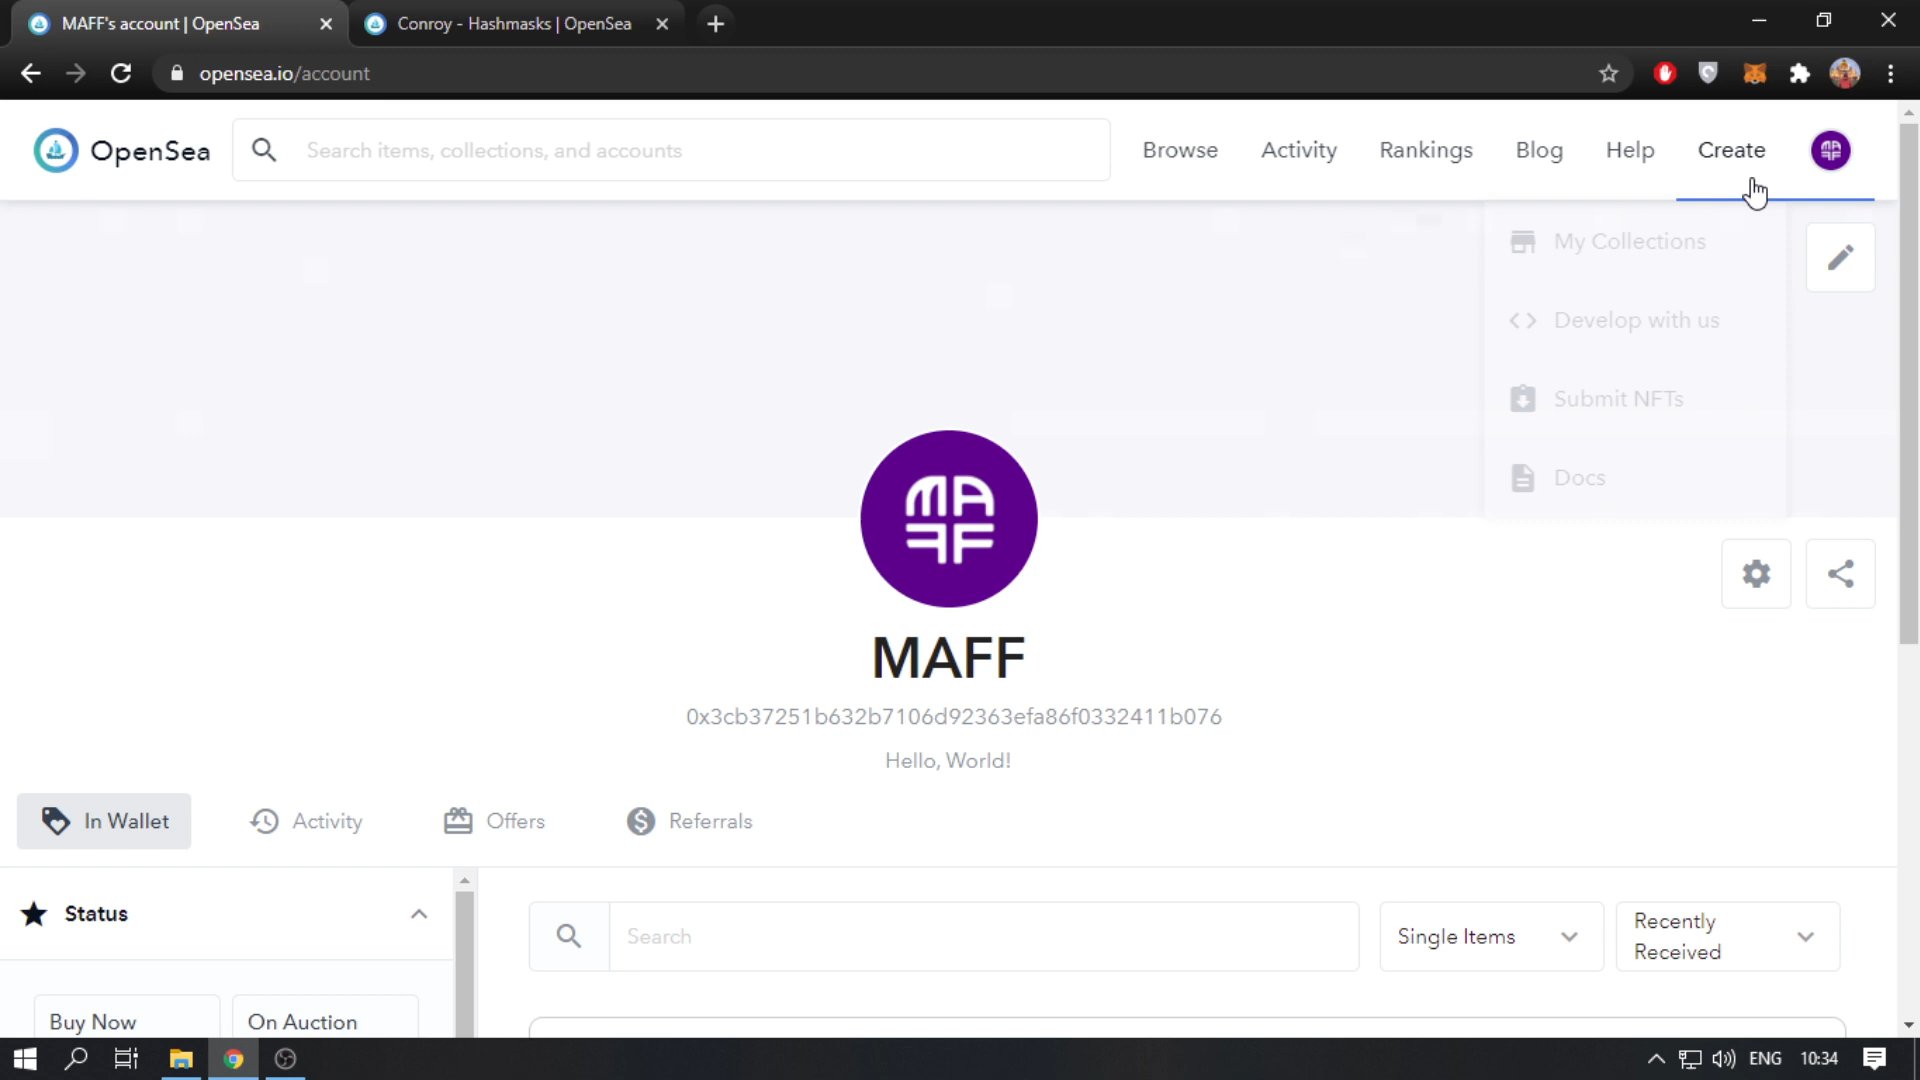 MAFF's account | OpenSea
Conroy - Hashmasks | OpenSea
opensea.io/account
OpenSea
Search items, collections, and accounts
Browse
Activity
Rankings
Blog
Help
Create
My Collections
Develop with us
Submit NFTs
Docs
MAFF
MAFF
0x3cb37251b632b7106d92363efa86f0332411b076
Hello, World!
In Wallet
Activity
Offers
Referrals
Status
Search
Single Items
Recently
Received
Buy Now
On Auction
ENG
10:34